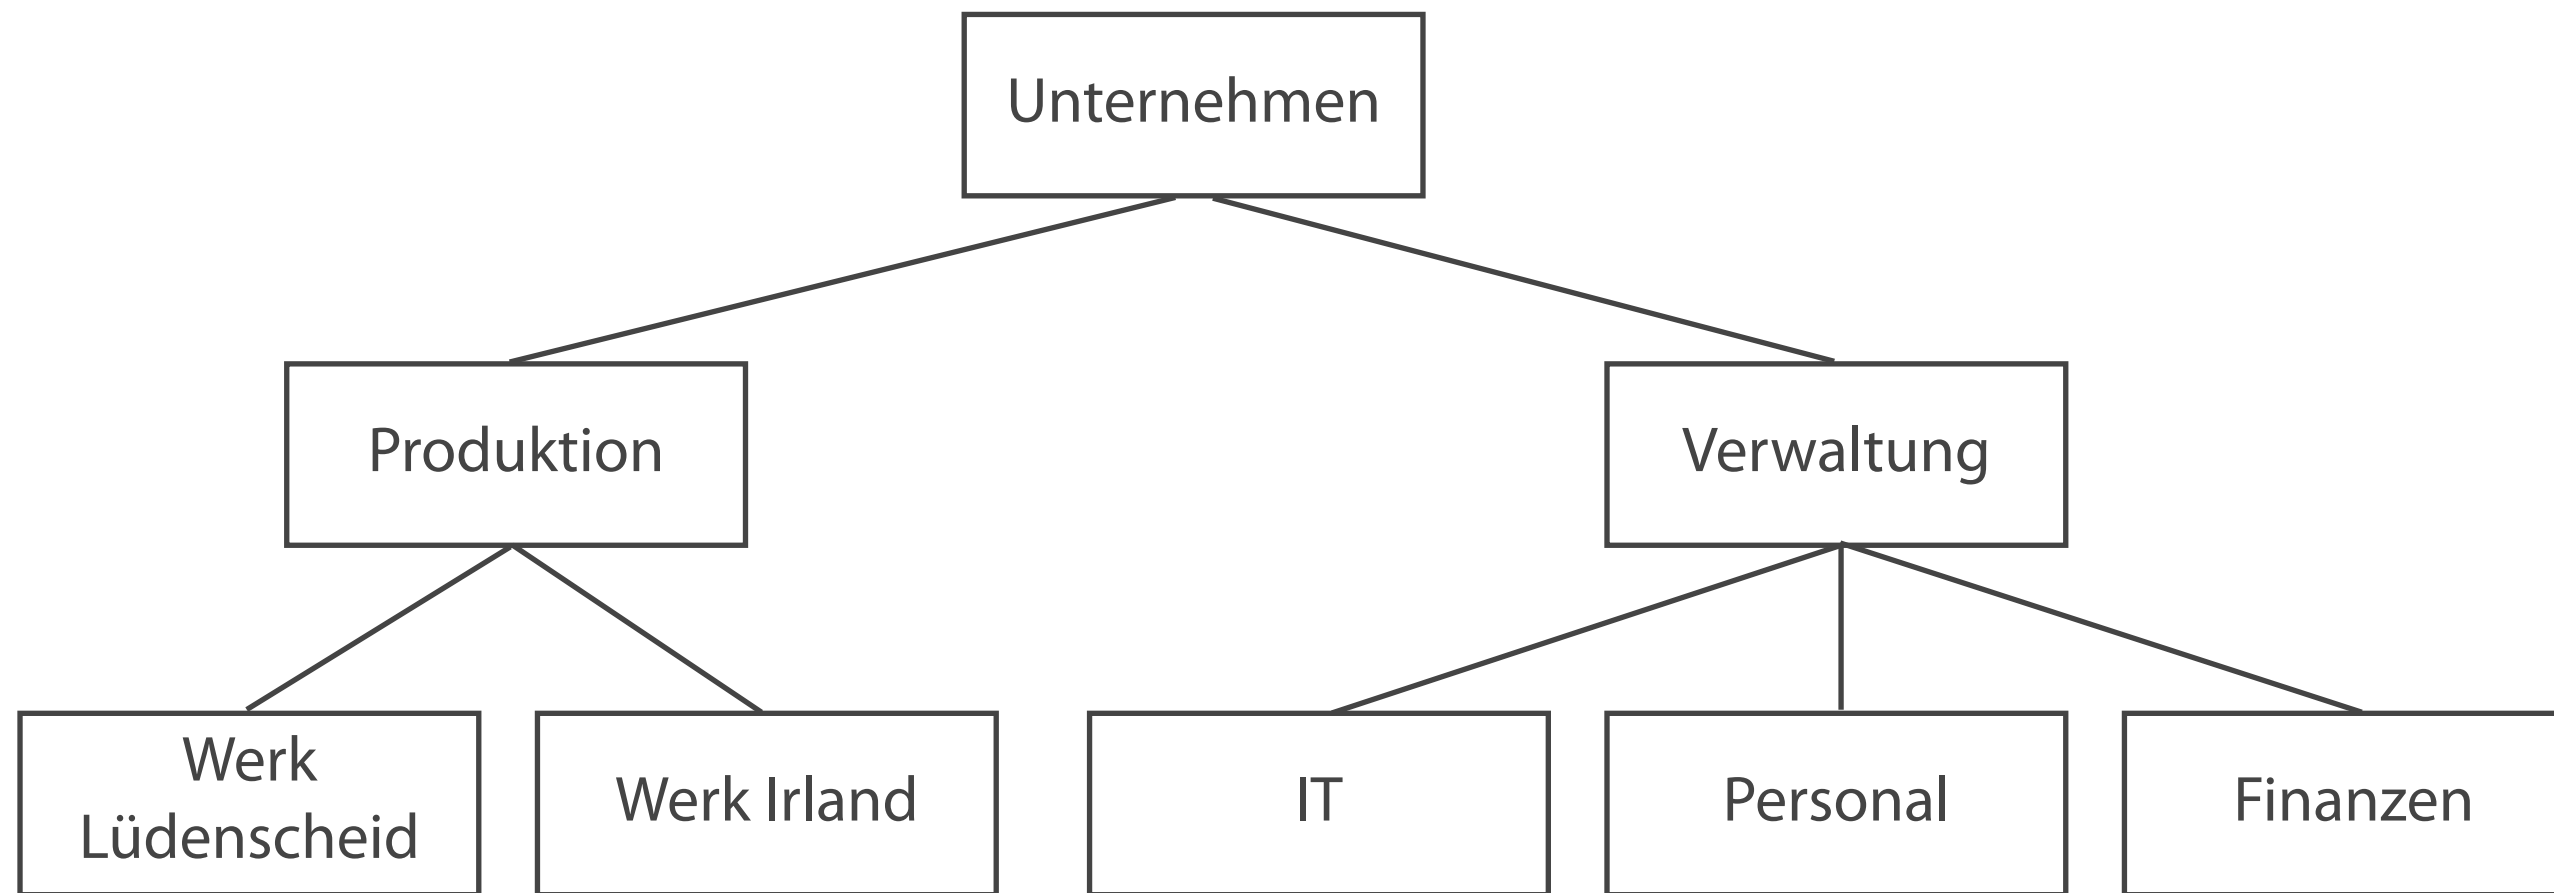 Unternehmen
Produktion
Verwaltung
Werk
Lüdenscheid
Werk Irland
IT
Personal
Finanzen